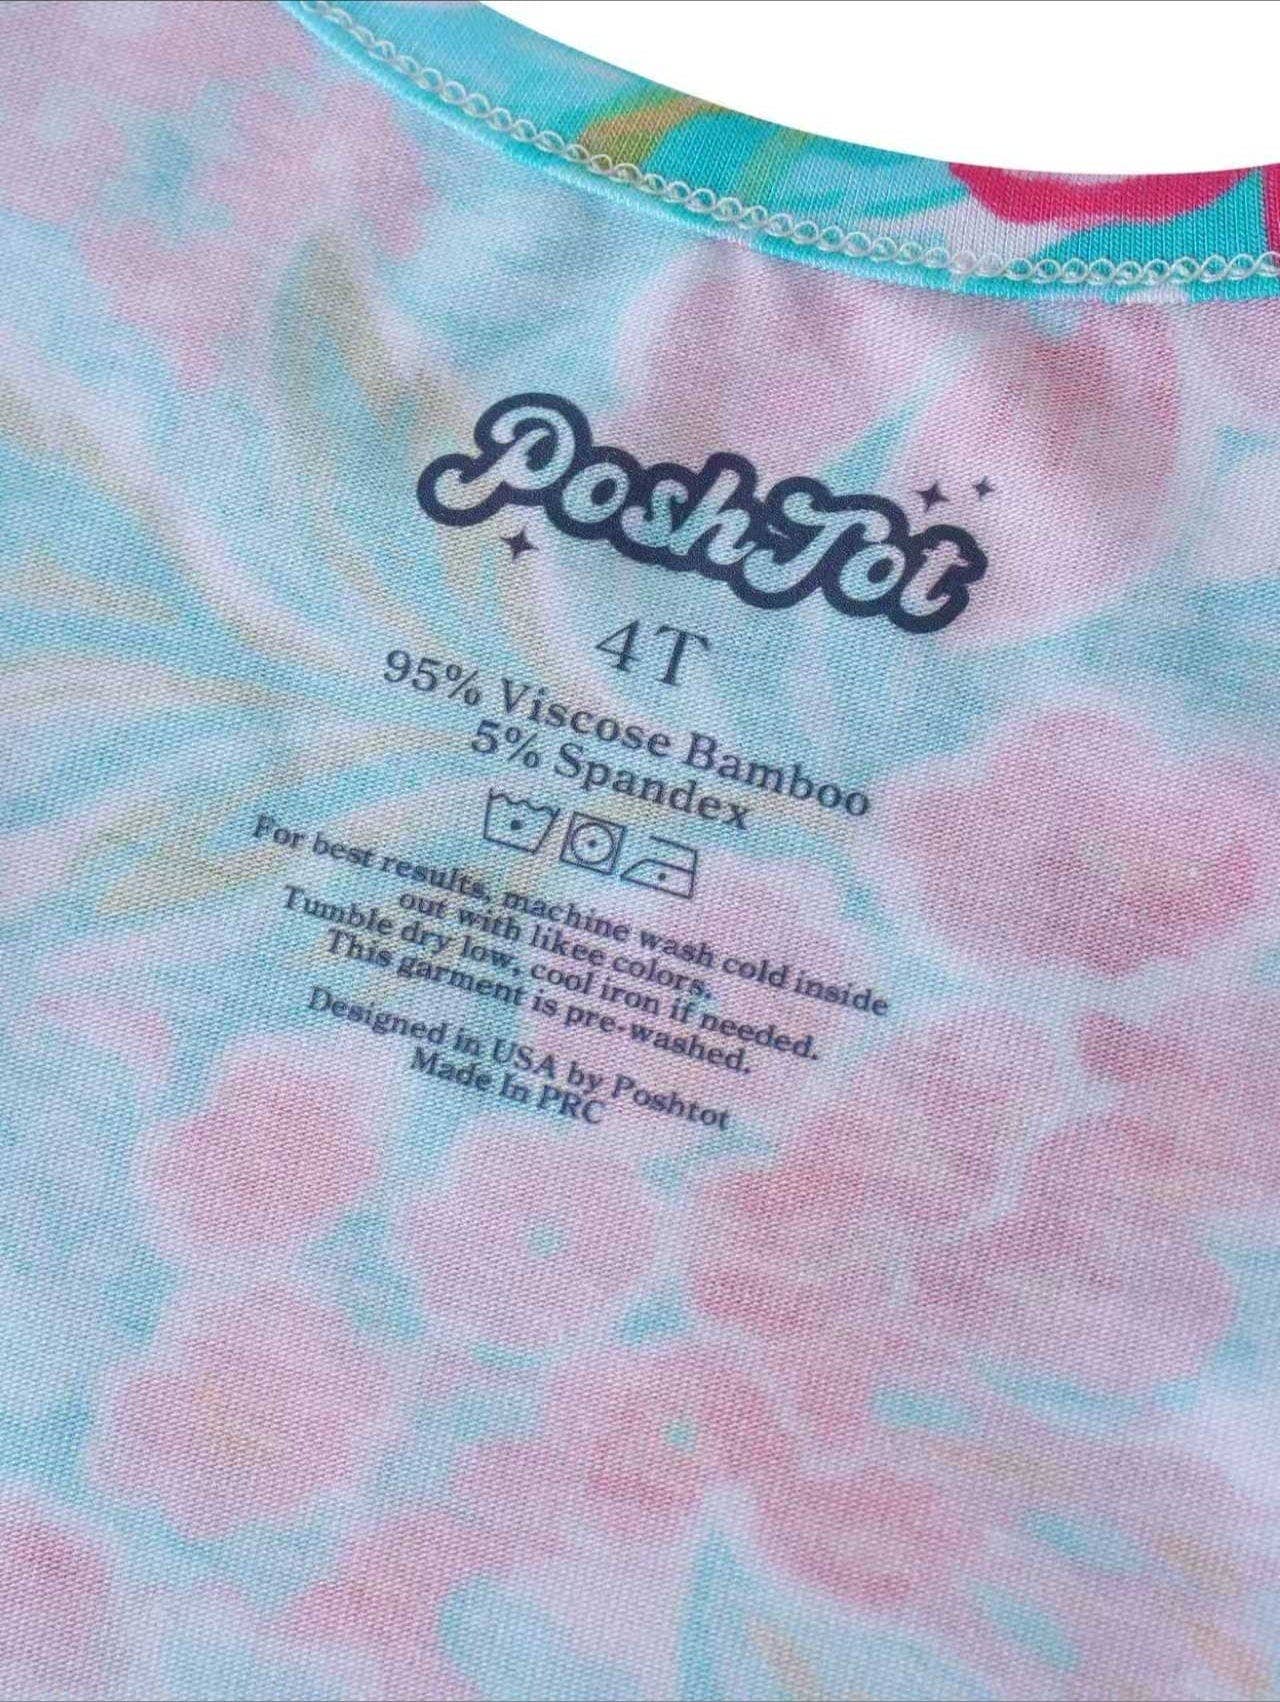 PoshTot
4T
95% Viscose Bamboo
5% Spandex
For best results, machine wash cold inside
out with likee colors.
Tumble dry low, cool iron if needed.
This garment is pre-washed.
Designed in USA by Poshtot
Made In PRC